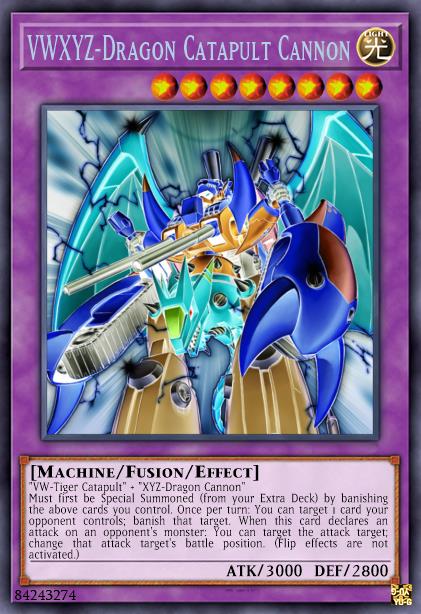 VWXYZ-Dragon Catapult Cannon
LIGHT
光
[Machine/Fusion/Effect]
"VW-Tiger Catapult" + "XYZ-Dragon Cannon"
Must first be Special Summoned (from your Extra Deck) by banishing
the above cards you control. Once per turn: You can target 1 card your
opponent controls; banish that target. When this card declares an
attack on an opponent's monster: You can target the attack target;
change that attack target's battle position. (Flip effects are not
activated.)
ATK/3000 DEF/2800
84243274